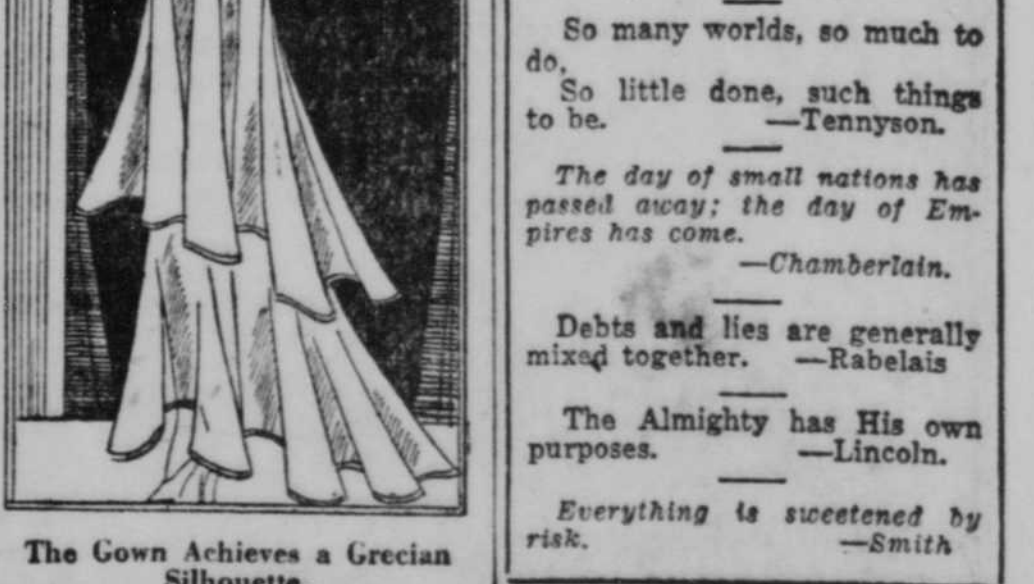 The Gown Achieves a Grecian
Silhouette
So many worlds, so much to
do,
So little done, such things
to be. —Tennyson.
The day of small nations has
passed away; the day of Em-
pires has come.
—Chamberlain.
Debts and lies are generally
mixed together. —Rabelais
The Almighty has His own
purposes. —Lincoln.
Everything is sweetened by
risk. —Smith